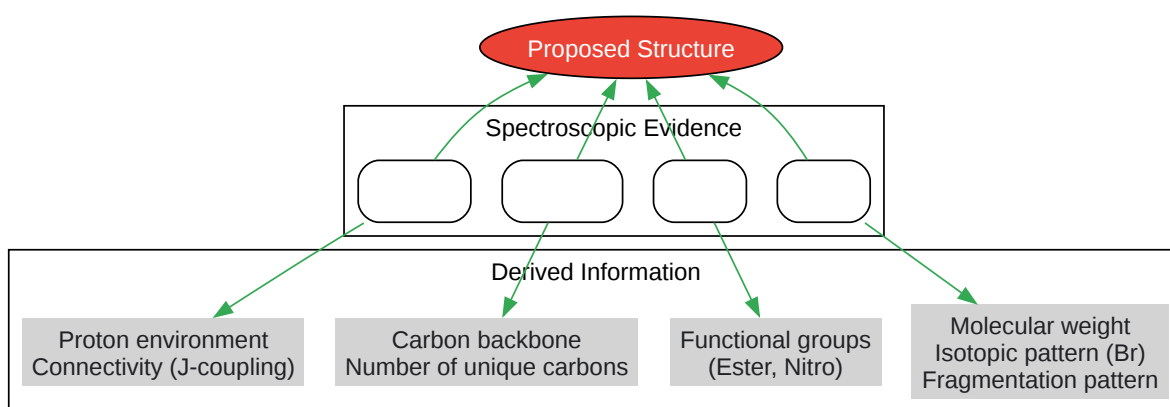 Proposed Structure
Spectroscopic Evidence
Derived Information
Proton environment
Connectivity (J-coupling)
Carbon backbone
Number of unique carbons
Functional groups
(Ester, Nitro)
Molecular weight
Isotopic pattern (Br)
Fragmentation pattern